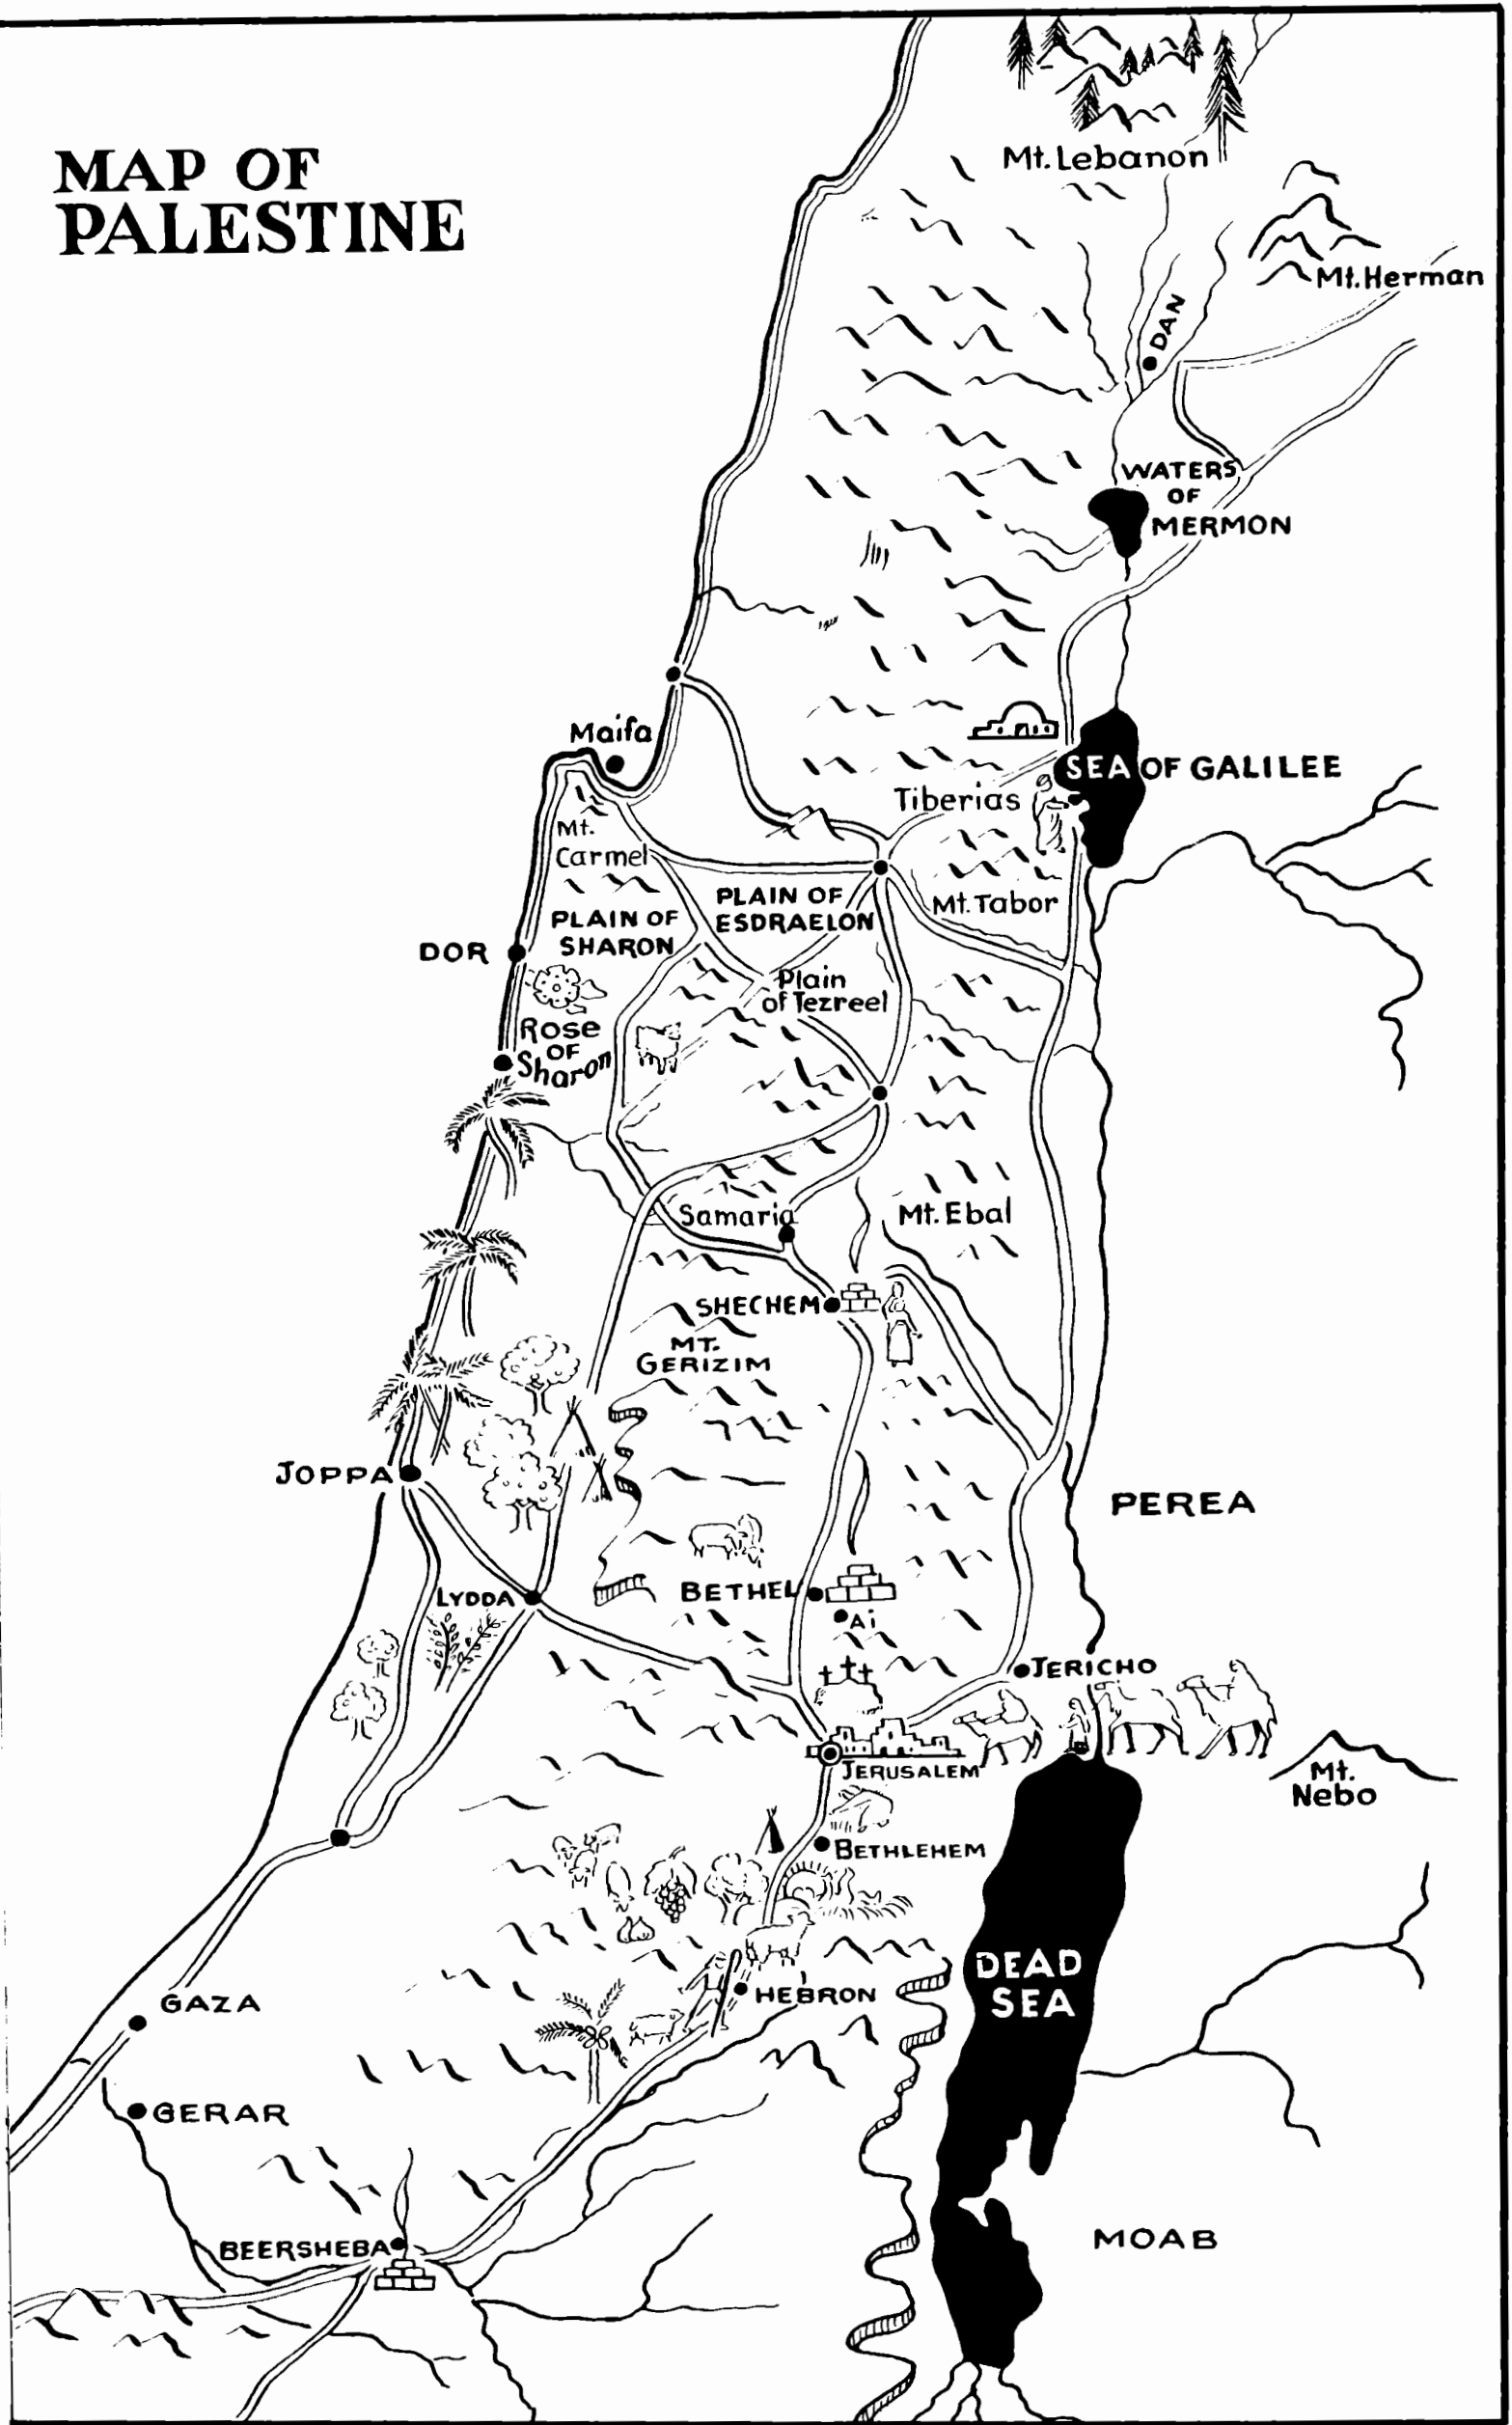 MAP OF
PALESTINE
Mt. Lebanon
Mt. Herman
DAN
WATERS
OF
MERMON
Maifa
SEA OF GALILEE
Tiberias
Mt.
Carmel
PLAIN OF
ESDRAELON
Mt. Tabor
PLAIN OF
SHARON
DOR
Plain
of Tezreel
Rose
OF
Sharon
Samaria
Mt. Ebal
SHECHEM
MT.
GERIZIM
JOPPA
PEREA
LYDDA
BETHEL
Ai
JERICHO
JERUSALEM
Mt.
Nebo
BETHLEHEM
DEAD
SEA
HEBRON
GAZA
GERAR
BEERSHEBA
MOAB